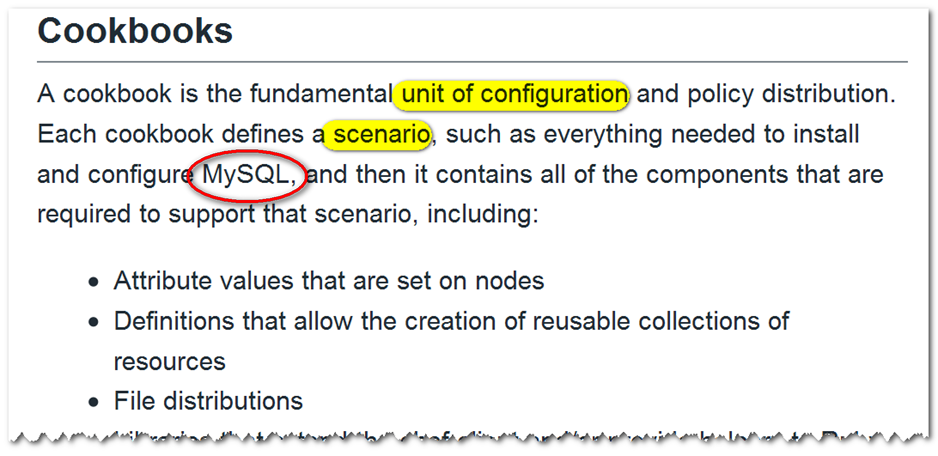 Cookbooks
A cookbook is the fundamental unit of configuration and policy distribution.
Each cookbook defines a scenario, such as everything needed to install
and configure MySQL, and then it contains all of the components that are
required to support that scenario, including:
• Attribute values that are set on nodes
• Definitions that allow the creation of reusable collections of
resources
• File distributions